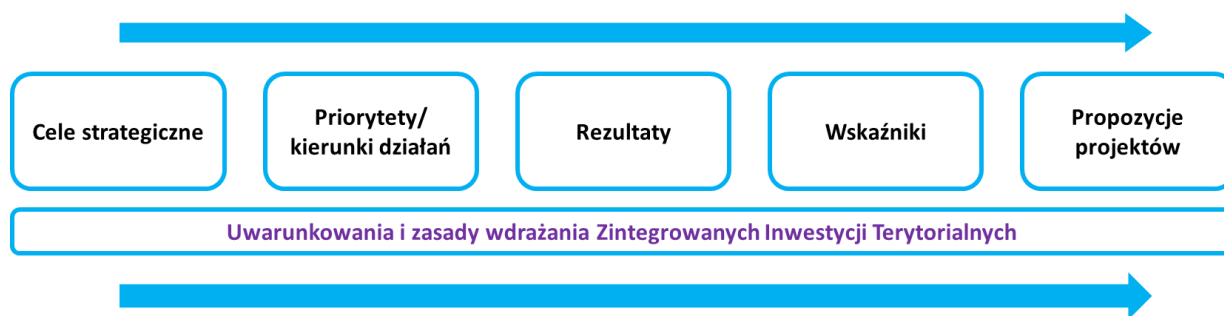 Cele strategiczne
Priorytety/
kierunki działań
Rezultaty
Wskaźniki
Propozycje
projektów
Uwarunkowania i zasady wdrażania Zintegrowanych Inwestycji Terytorialnych